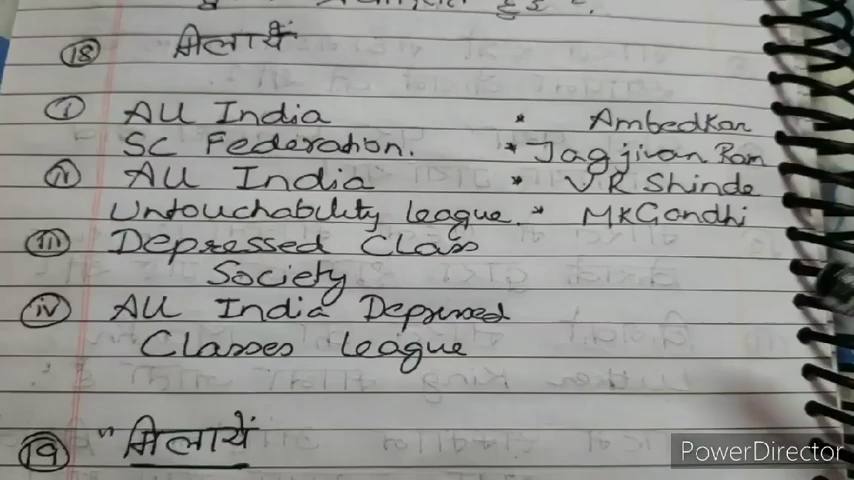 18 मिलायें
i All India * Ambedkar
SC Federation. * Jagjivan Ram
ii All India * VR Shinde
Untouchability league. * MKGandhi
iii Depressed Class
Society
iv All India Depressed
Classes league
19 " मिलायें
PowerDirector